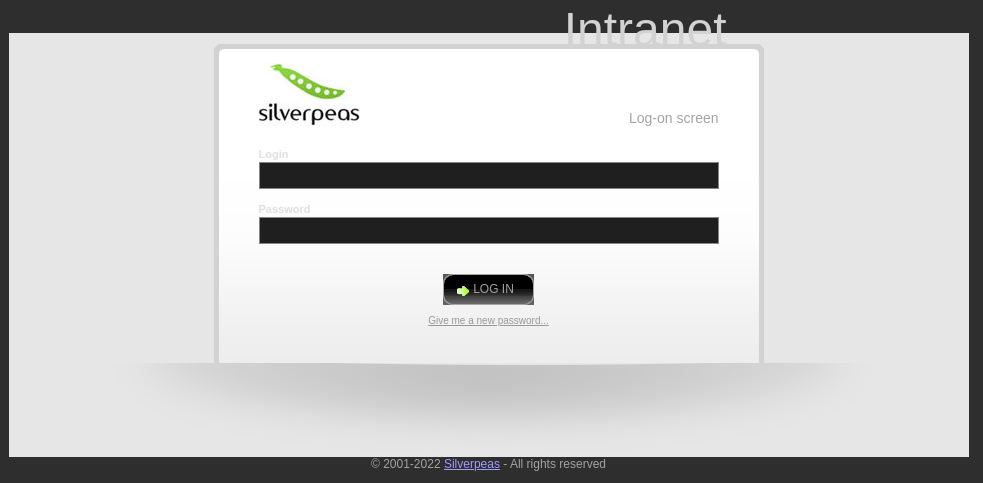 Intranet
silverpeas
Log-on screen
Login
Password
LOG IN
Give me a new password...
© 2001-2022 Silverpeas - All rights reserved